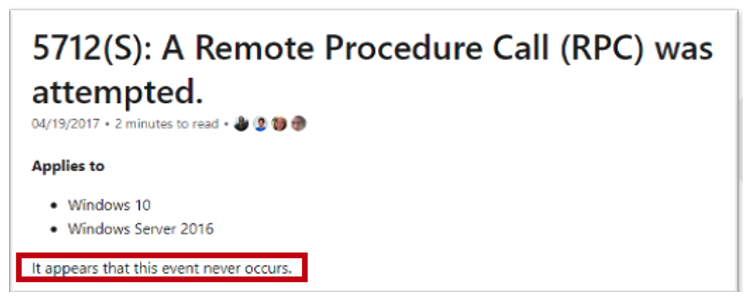 5712(S): A Remote Procedure Call (RPC) was
attempted.
04/19/2017 • 2 minutes to read •
Applies to
• Windows 10
• Windows Server 2016
It appears that this event never occurs.